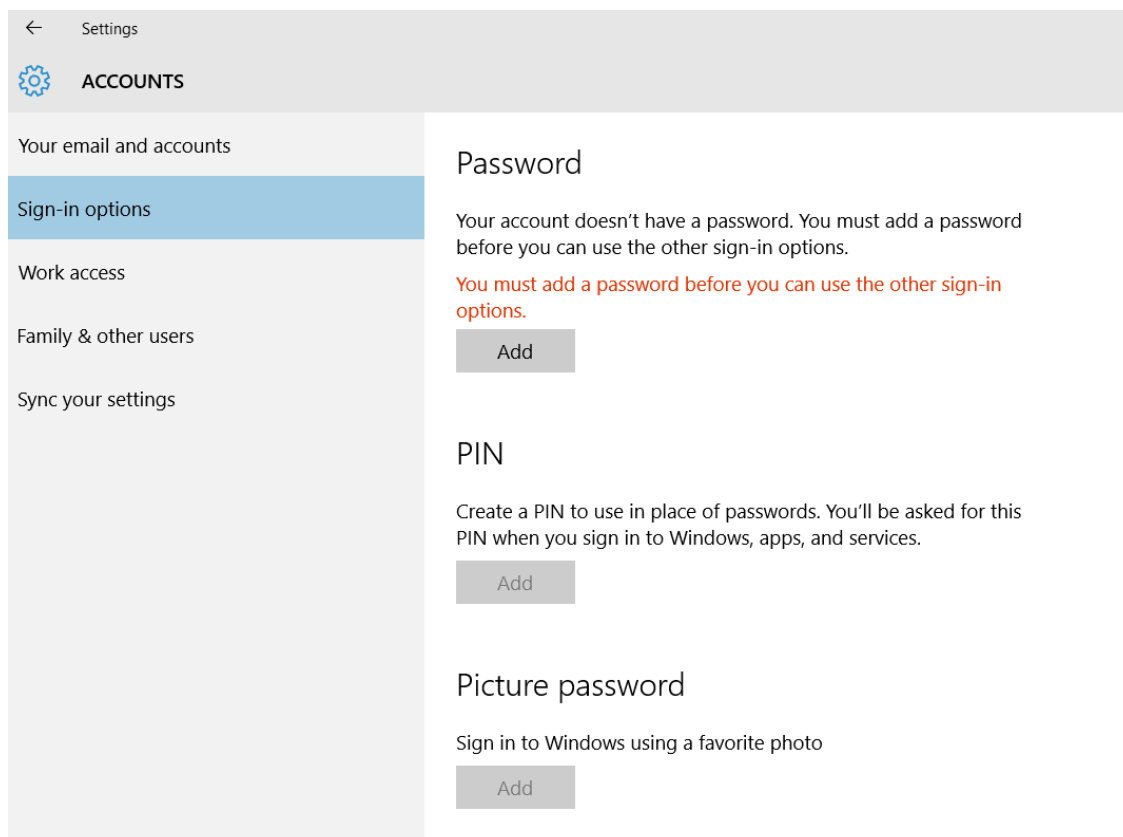 Settings
ACCOUNTS
Your email and accounts
Sign-in options
Work access
Family & other users
Sync your settings
Password
Your account doesn't have a password. You must add a password
before you can use the other sign-in options.
You must add a password before you can use the other sign-in
options.
Add
PIN
Create a PIN to use in place of passwords. You'll be asked for this
PIN when you sign in to Windows, apps, and services.
Add
Picture password
Sign in to Windows using a favorite photo
Add